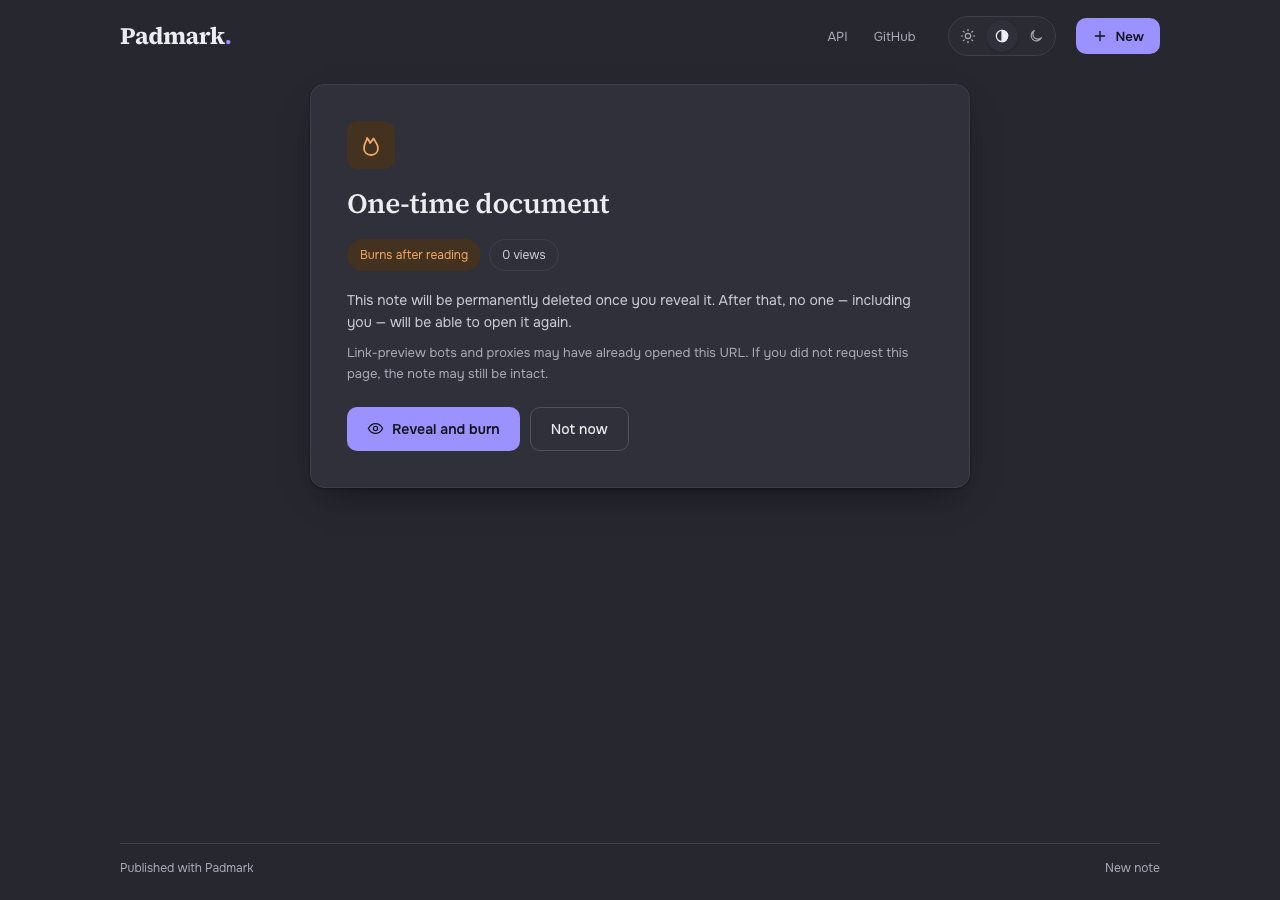 Padmark.
API
GitHub
New
One-time document
Burns after reading
0 views
This note will be permanently deleted once you reveal it. After that, no one — including
you — will be able to open it again.
Link-preview bots and proxies may have already opened this URL. If you did not request this
page, the note may still be intact.
Reveal and burn
Not now
Published with Padmark
New note